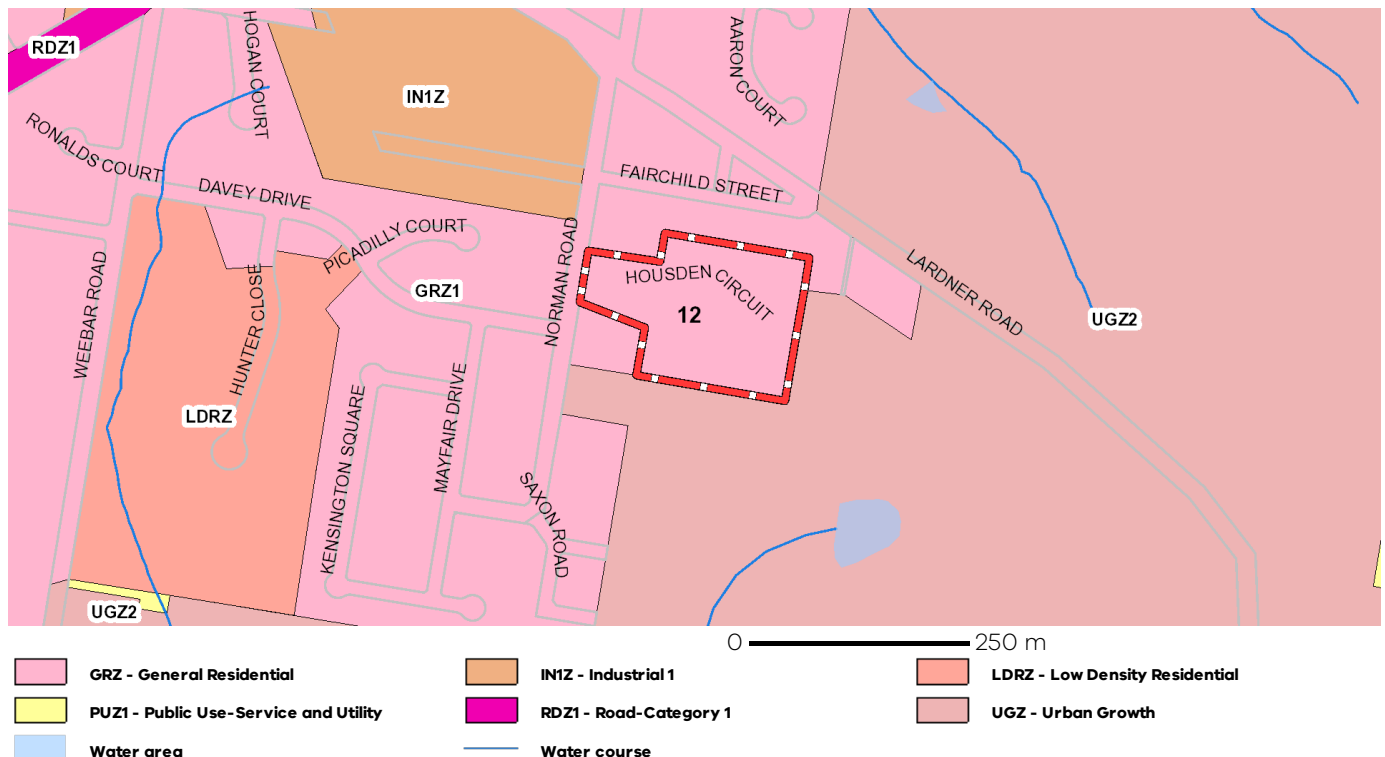 RDZ1
HOGAN COURT
AARON COURT
IN1Z
RONALDS COURT
FAIRCHILD STREET
DAVEY DRIVE
PICADILLY COURT
NORMAN ROAD
HOUSDEN CIRCUIT
LARDNER ROAD
WEEBAR ROAD
HUNTER CLOSE
GRZ1
12
UGZ2
LDRZ
KENSINGTON SQUARE
MAYFAIR DRIVE
SAXON ROAD
UGZ2
0 250 m
GRZ - General Residential
IN1Z - Industrial 1
LDRZ - Low Density Residential
PUZ1 - Public Use-Service and Utility
RDZ1 - Road-Category 1
UGZ - Urban Growth
Water area
Water course